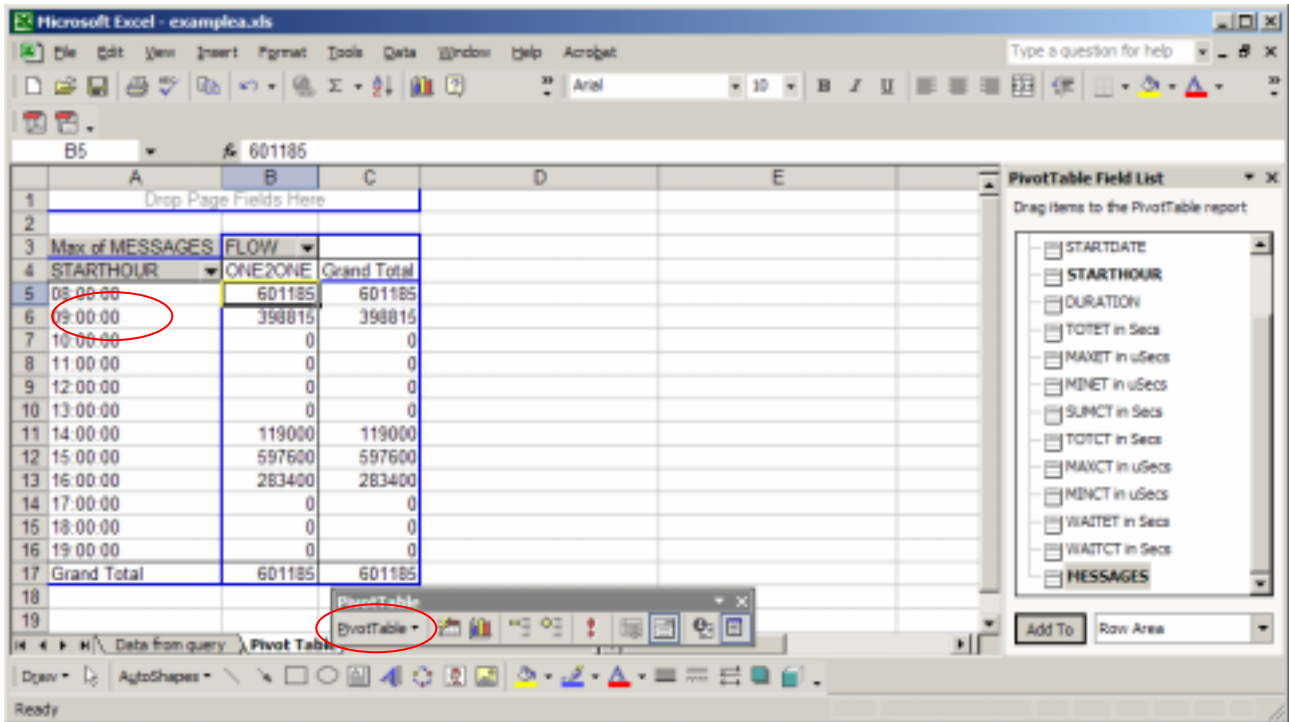 Microsoft Excel - examplea.xls
File Edit View Insert Format Tools Data Window Help Acrobat Type a question for help
Arial 10 B I U
B5 fx 601185
A B C D E
1 Drop Page Fields Here
2
3 Max of MESSAGES FLOW
4 STARTHOUR ONE2ONE Grand Total
5 08:00:00 601185 601185
6 09:00:00 398815 398815
7 10:00:00 0 0
8 11:00:00 0 0
9 12:00:00 0 0
10 13:00:00 0 0
11 14:00:00 119000 119000
12 15:00:00 597600 597600
13 16:00:00 283400 283400
14 17:00:00 0 0
15 18:00:00 0 0
16 19:00:00 0 0
17 Grand Total 601185 601185
18
19
PivotTable
PivotTable
Data from query Pivot Table
Draw AutoShapes
Ready
PivotTable Field List
Drag items to the PivotTable report
STARTDATE
STARTHOUR
DURATION
TOTET in Secs
MAXET in uSecs
MINET in uSecs
SUMCT in Secs
TOTCT in Secs
MAXCT in uSecs
MINCT in uSecs
WAITET in Secs
WAITCT in Secs
MESSAGES
Add To Row Area